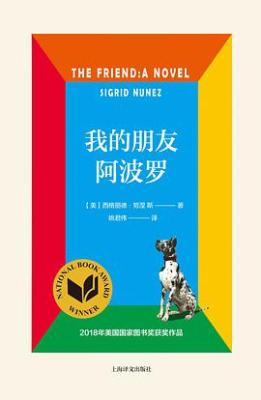 THE FRIEND:A NOVEL
SIGRID NUNEZ
我的朋友
阿波罗
【美】西格丽德·努涅斯———著
姚君伟———译
NATIONAL BOOK AWARD
WINNER
2018年美国国家图书奖获奖作品
上海译文出版社